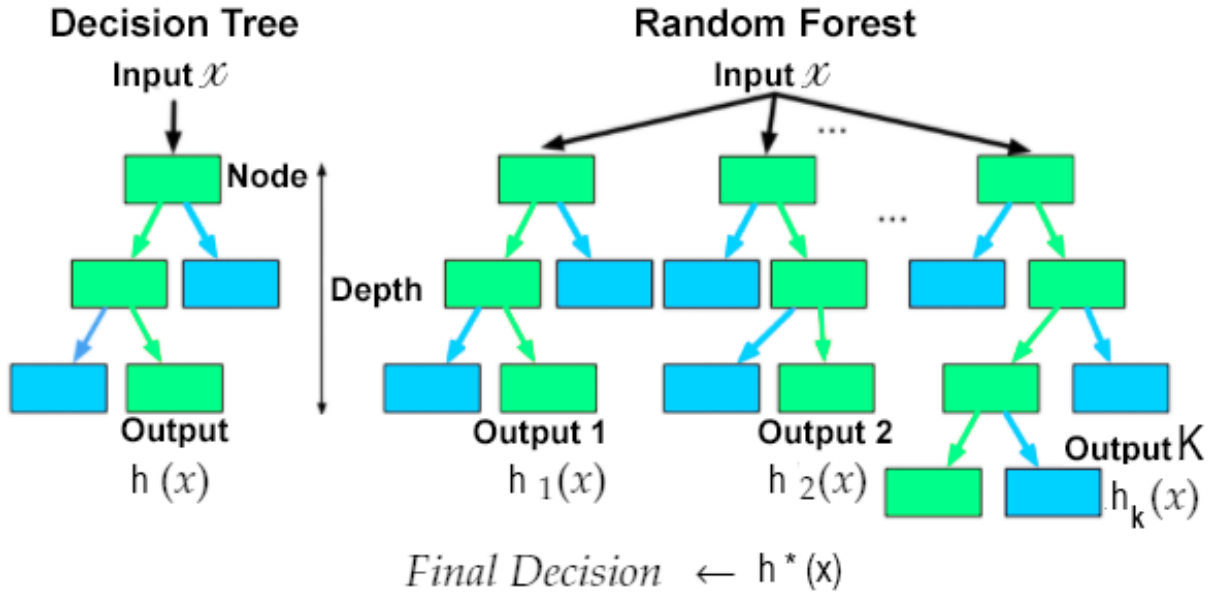 Decision Tree
Random Forest
Input x
Input x
...
Node
...
Depth
Output
Output 1
Output 2
Output K
h (x)
h 1(x)
h 2(x)
hk (x)
Final Decision ← h * (x)